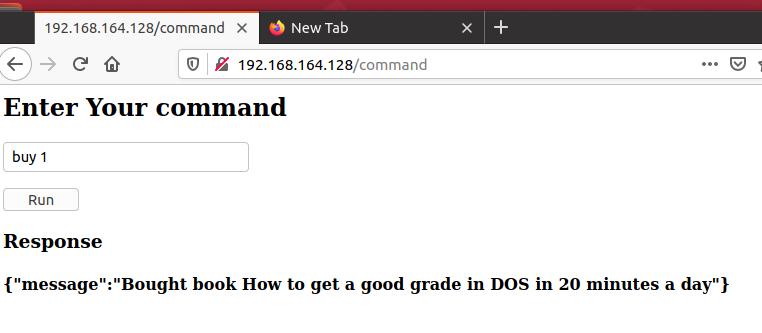 192.168.164.128/command
New Tab
192.168.164.128/command
Enter Your command
buy 1
Run
Response
{"message":"Bought book How to get a good grade in DOS in 20 minutes a day"}